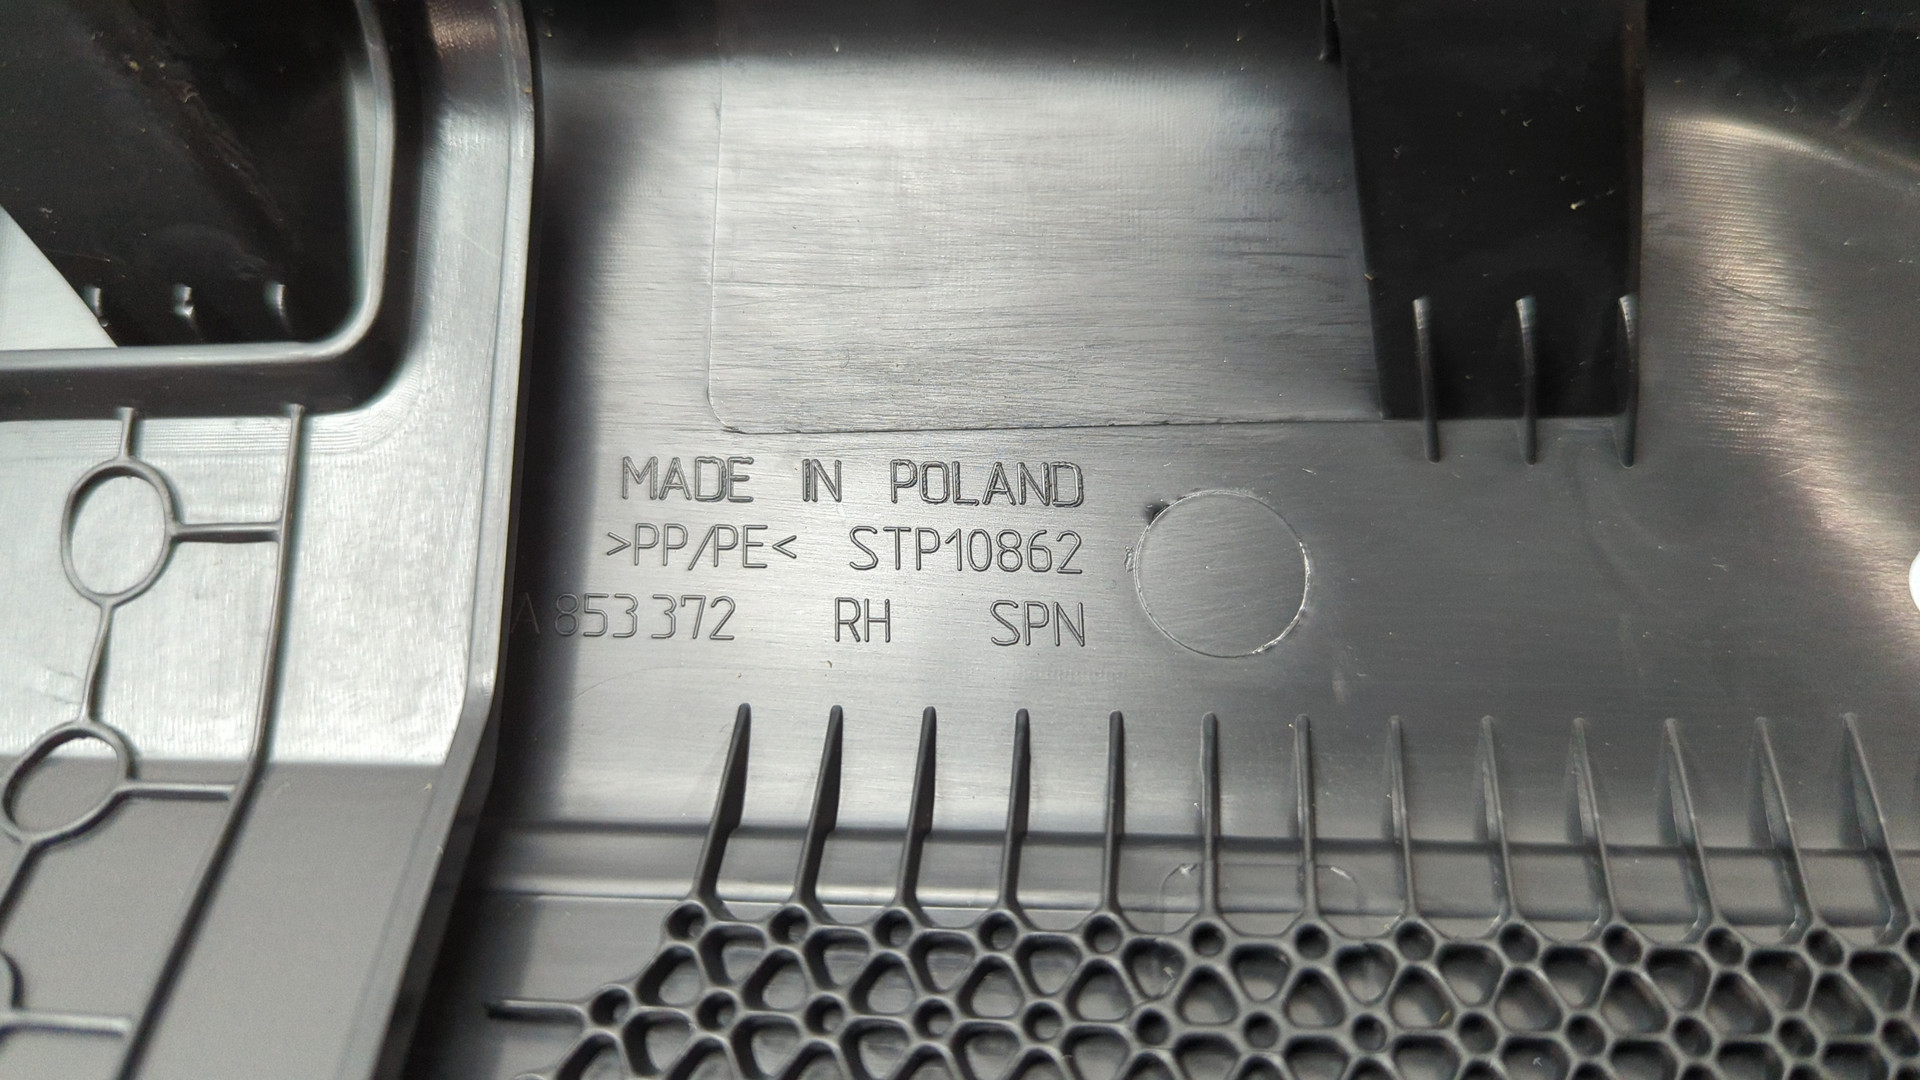 MADE IN POLAND
>PP/PE< STP10862
A 853 372 RH SPN